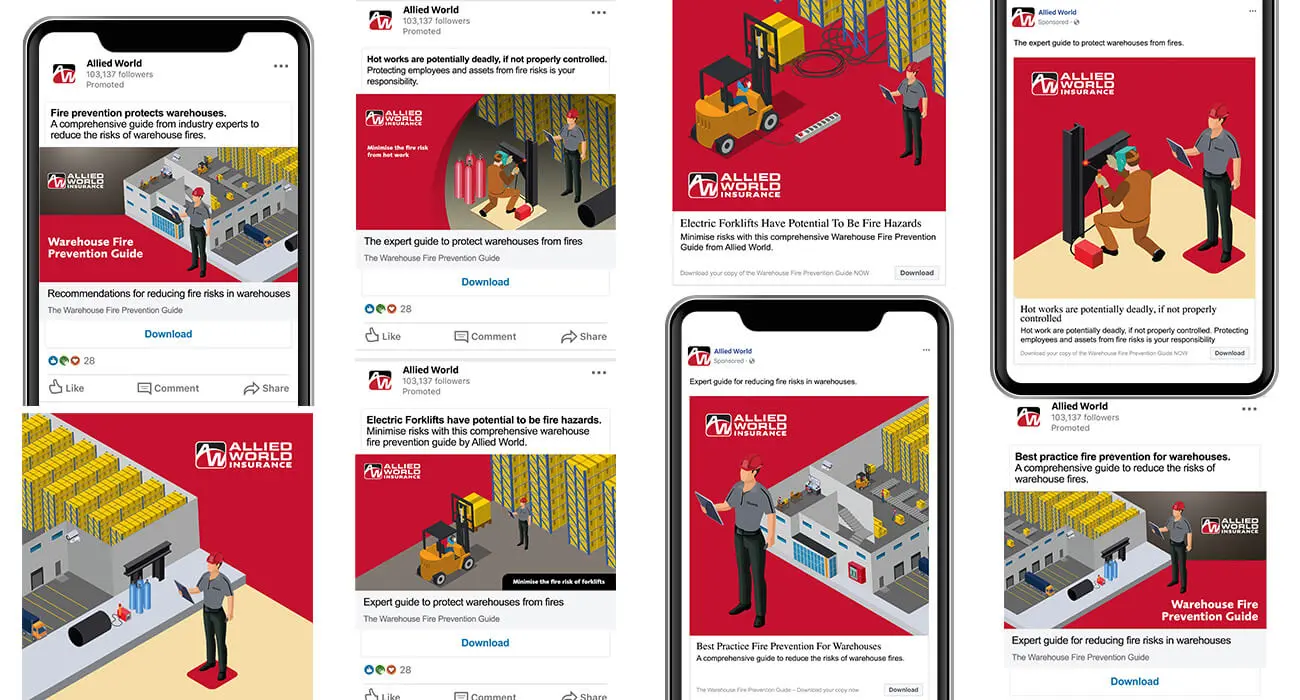 Allied World
103,137 followers
Promoted
Fire prevention protects warehouses.
A comprehensive guide from industry experts to
reduce the risks of warehouse fires.
AW ALLIED
WORLD
INSURANCE
Warehouse Fire
Prevention Guide
Recommendations for reducing fire risks in warehouses
The Warehouse Fire Prevention Guide
Download
28
Like Comment Share
AW ALLIED
WORLD
INSURANCE
Allied World
103,137 followers
Promoted
Hot works are potentially deadly, if not properly controlled.
Protecting employees and assets from fire risks is your
responsibility.
AW ALLIED
WORLD
INSURANCE
Minimise the fire risk
from hot work
The expert guide to protect warehouses from fires
The Warehouse Fire Prevention Guide
Download
28
Like Comment Share
Allied World
103,137 followers
Promoted
Electric Forklifts have potential to be fire hazards.
Minimise risks with this comprehensive warehouse
fire prevention guide by Allied World.
AW ALLIED
WORLD
INSURANCE
Minimise the fire risk of forklifts
Expert guide to protect warehouses from fires
The Warehouse Fire Prevention Guide
Download
28
Like Comment Share
AW ALLIED
WORLD
INSURANCE
Electric Forklifts Have Potential To Be Fire Hazards
Minimise risks with this comprehensive Warehouse Fire Prevention
Guide from Allied World.
Download your copy of the Warehouse Fire Prevention Guide NOW
Download
AW
Allied World
Sponsored ·
Expert guide for reducing fire risks in warehouses.
AW ALLIED
WORLD
INSURANCE
Best Practice Fire Prevention For Warehouses
A comprehensive guide to reduce the risks of warehouse fires.
The Warehouse Fire Prevention Guide – Download your copy now
Download
AW
Allied World
Sponsored ·
The expert guide to protect warehouses from fires.
AW ALLIED
WORLD
INSURANCE
Hot works are potentially deadly, if not properly
controlled
Hot work are potentially deadly, if not properly controlled. Protecting
employees and assets from fire risks is your responsibility
Download your copy of the Warehouse Fire Prevention Guide NOW
Download
AW
Allied World
103,137 followers
Promoted
Best practice fire prevention for warehouses.
A comprehensive guide to reduce the risks of
warehouse fires.
AW ALLIED
WORLD
INSURANCE
Warehouse Fire
Prevention Guide
Expert guide for reducing fire risks in warehouses
The Warehouse Fire Prevention Guide
Download